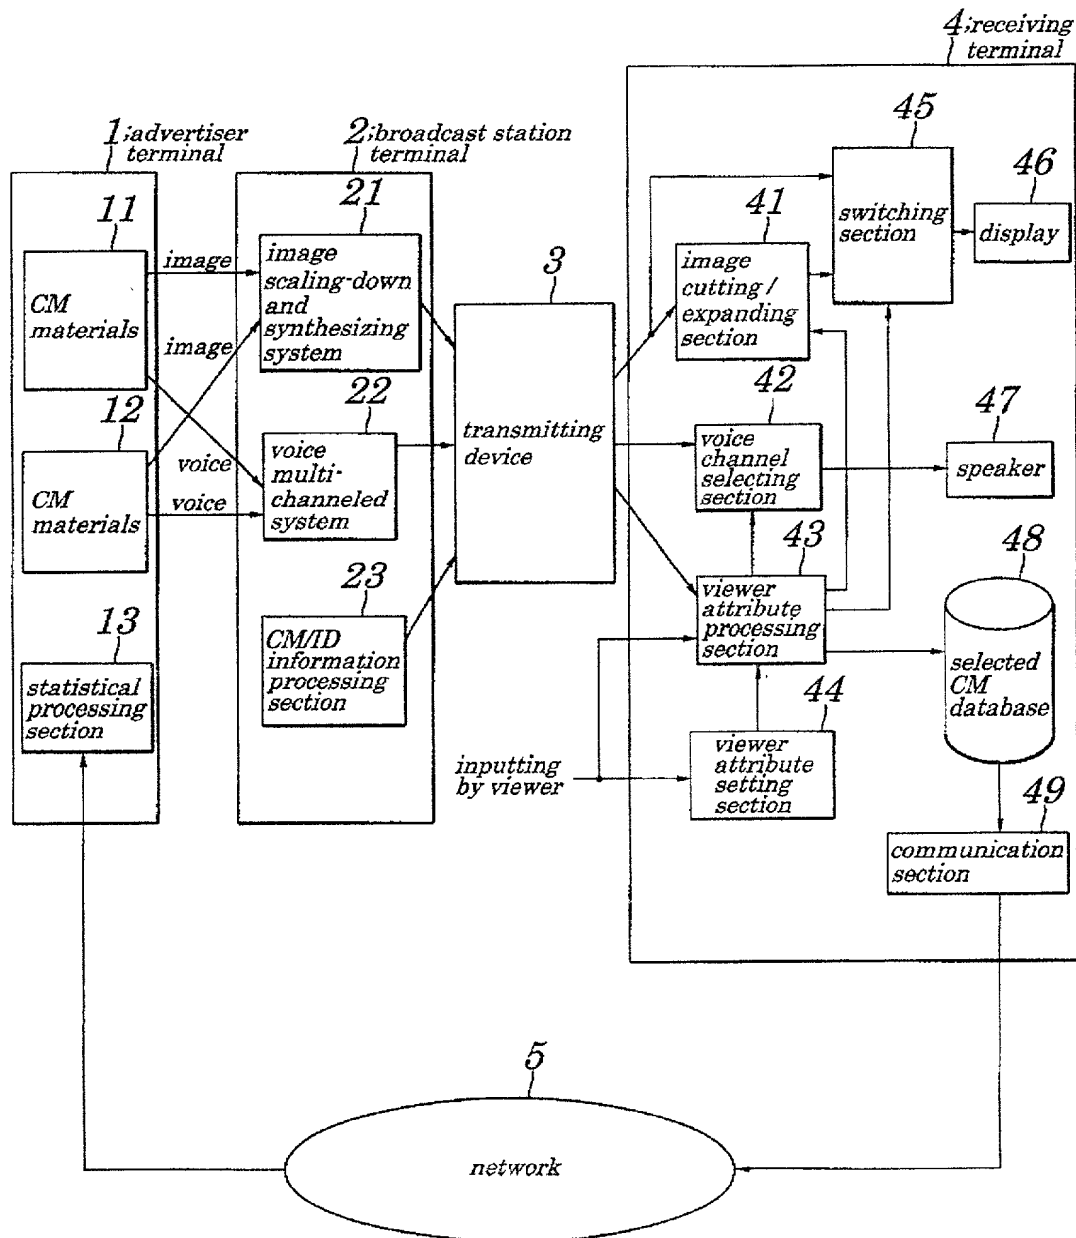 4;receiving
terminal
1;advertiser
terminal
2;broadcast station
terminal
11
CM
materials
12
CM
materials
13
statistical
processing
section
image
image
voice
voice
21
image
scaling-down
and
synthesizing
system
22
voice
multi-
channeled
system
23
CM/ID
information
processing
section
3
transmitting
device
45
switching
section
46
display
41
image
cutting/
expanding
section
42
voice
channel
selecting
section
47
speaker
43
viewer
attribute
processing
section
48
selected
CM
database
44
viewer
attribute
setting
section
inputting
by viewer
49
communication
section
5
network